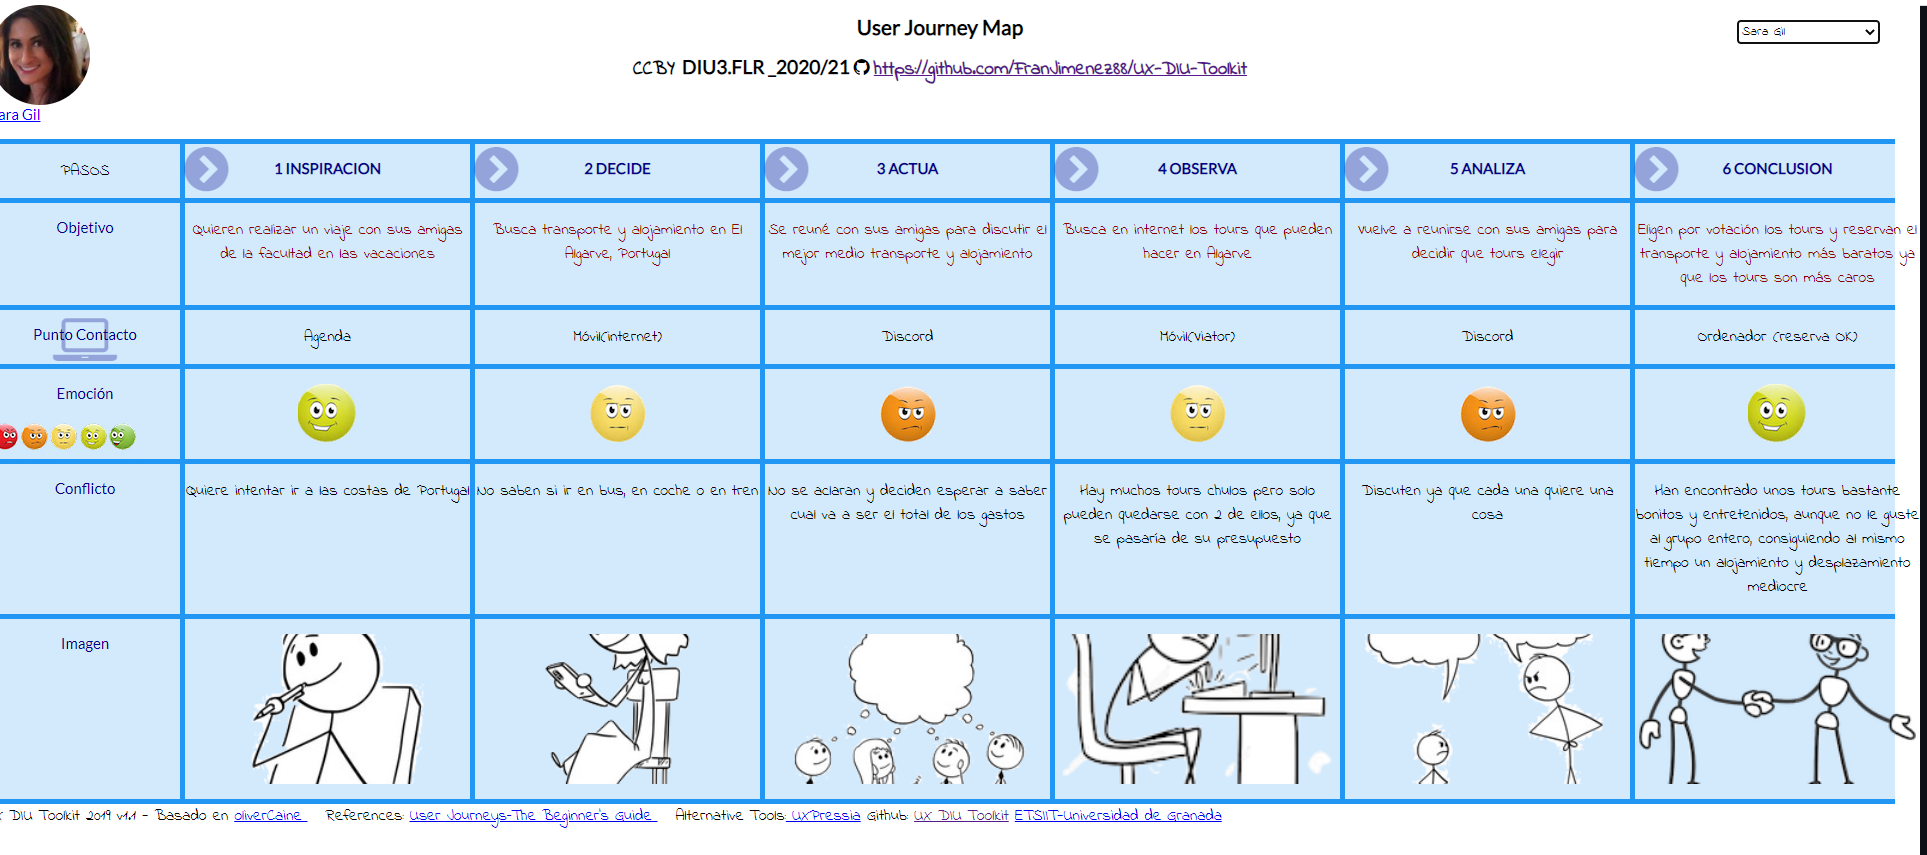 User Journey Map
Sara Gil
CCBY DIU3.FLR_2020/21 https://github.com/FranJimenez88/UX-DIU-Toolkit
ara Gil
PASOS
1 INSPIRACION
2 DECIDE
3 ACTUA
4 OBSERVA
5 ANALIZA
6 CONCLUSION
Objetivo
Quieren realizar un viaje con sus amigas
de la facultad en las vacaciones
Busca transporte y alojamiento en El
Algarve, Portugal
Se reuné con sus amigas para discutir el
mejor medio transporte y alojamiento
Busca en internet los tours que pueden
hacer en Algarve
vuelve a reunirse con sus amigas para
decidir que tours elegir
Eligen por votación los tours y reservan el
transporte y alojamiento más baratos ya
que los tours son más caros
Punto Contacto
Agenda
Móvil(internet)
Discord
Móvil(Viator)
Discord
Ordenador (reserva OK)
Emoción
Conflicto
Quiere intentar ir a las costas de Portugal
No saben si ir en bus, en coche o en tren
No se aclaran y deciden esperar a saber
cual va a ser el total de los gastos
Hay muchos tours chulos pero solo
pueden quedarse con 2 de ellos, ya que
se pasaría de su presupuesto
Discuten ya que cada una quiere una
cosa
Han encontrado unos tours bastante
bonitos y entretenidos, aunque no le guste
al grupo entero, consiguiendo al mismo
tiempo un alojamiento y desplazamiento
mediocre
Imagen
DIU Toolkit 2019 v1.1 - Basado en oliverCaine References: User Journeys-The Beginner's Guide Alternative Tools: UXPressia Github: UX DIU Toolkit ETSIIT-Universidad de Granada